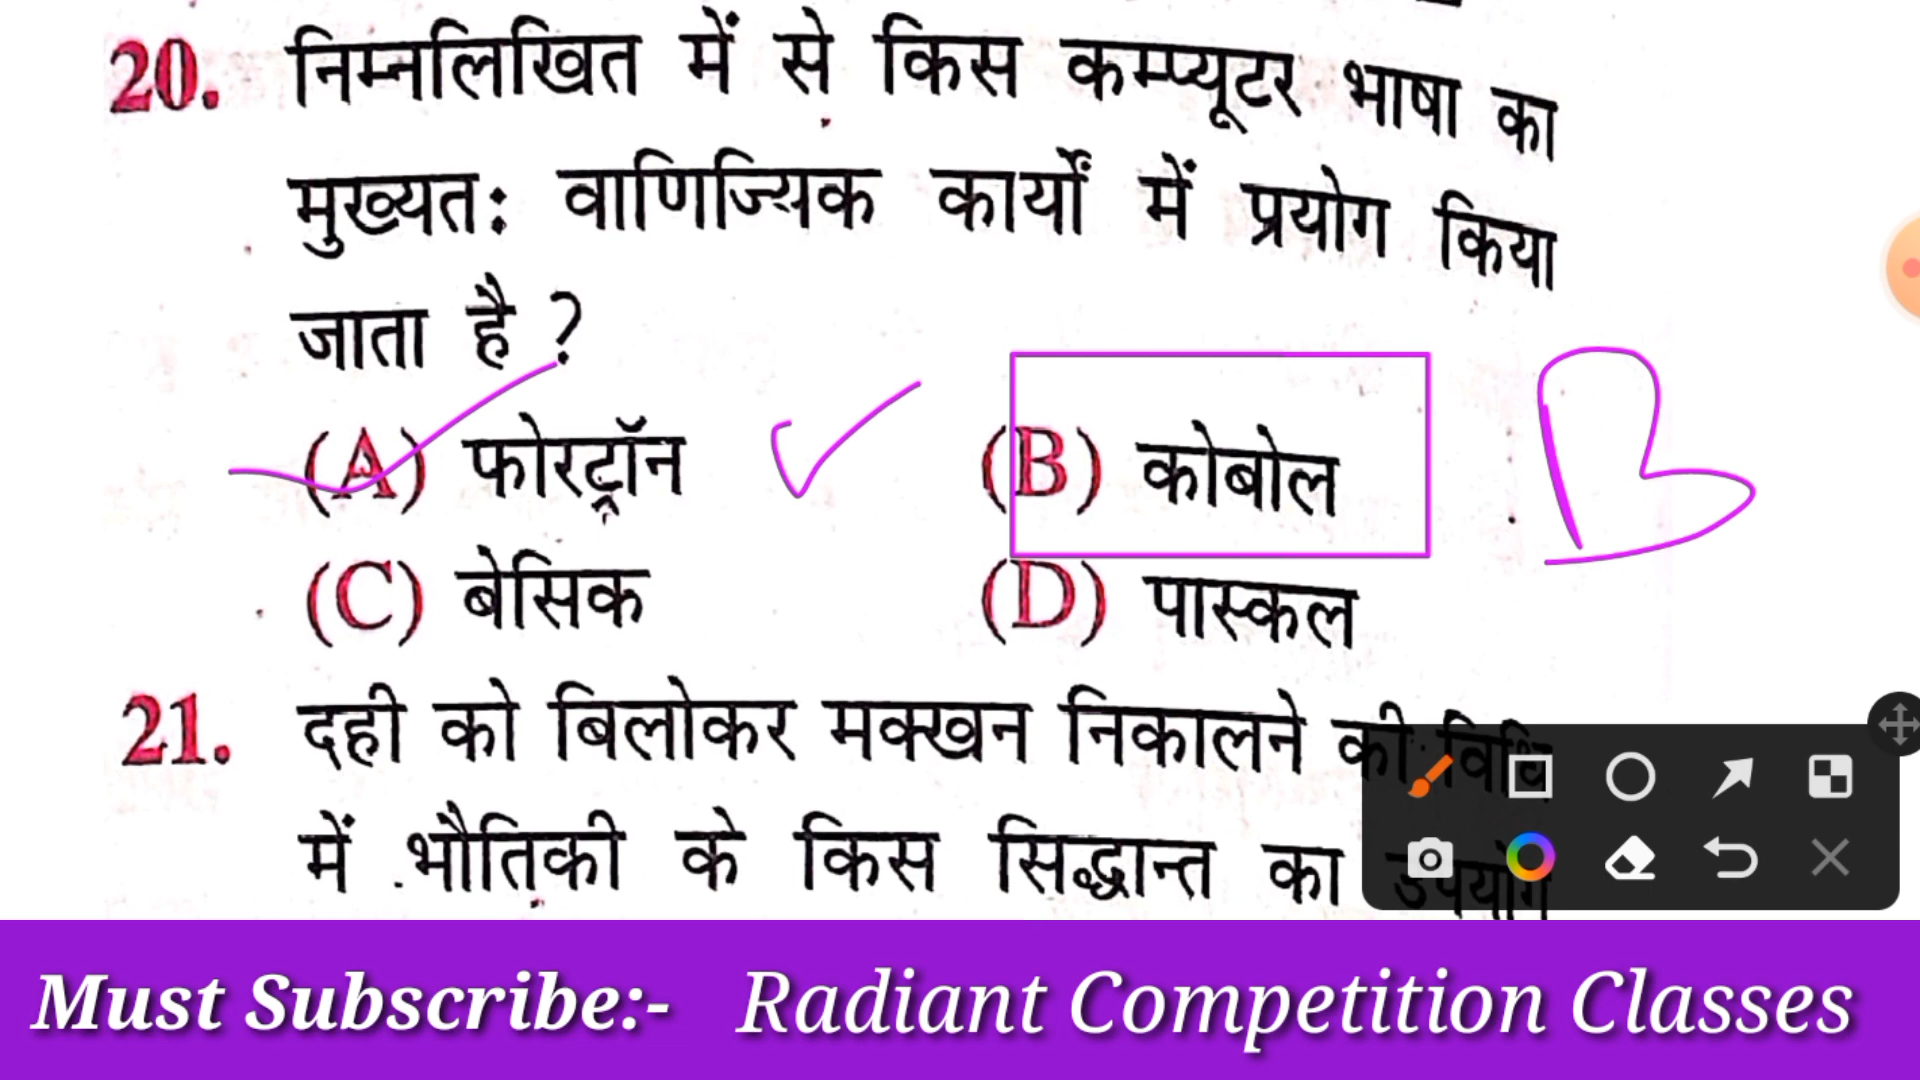 20. निम्नलिखित में से किस कम्प्यूटर भाषा का
मुख्यतः वाणिज्यिक कार्यों में प्रयोग किया
जाता है ?
(A) फोरट्रॉन (B) कोबोल B
(C) बेसिक (D) पास्कल
21. दही को बिलोकर मक्खन निकालने की विधि
में भौतिकी के किस सिद्धान्त का उपयोग
Must Subscribe:- Radiant Competition Classes